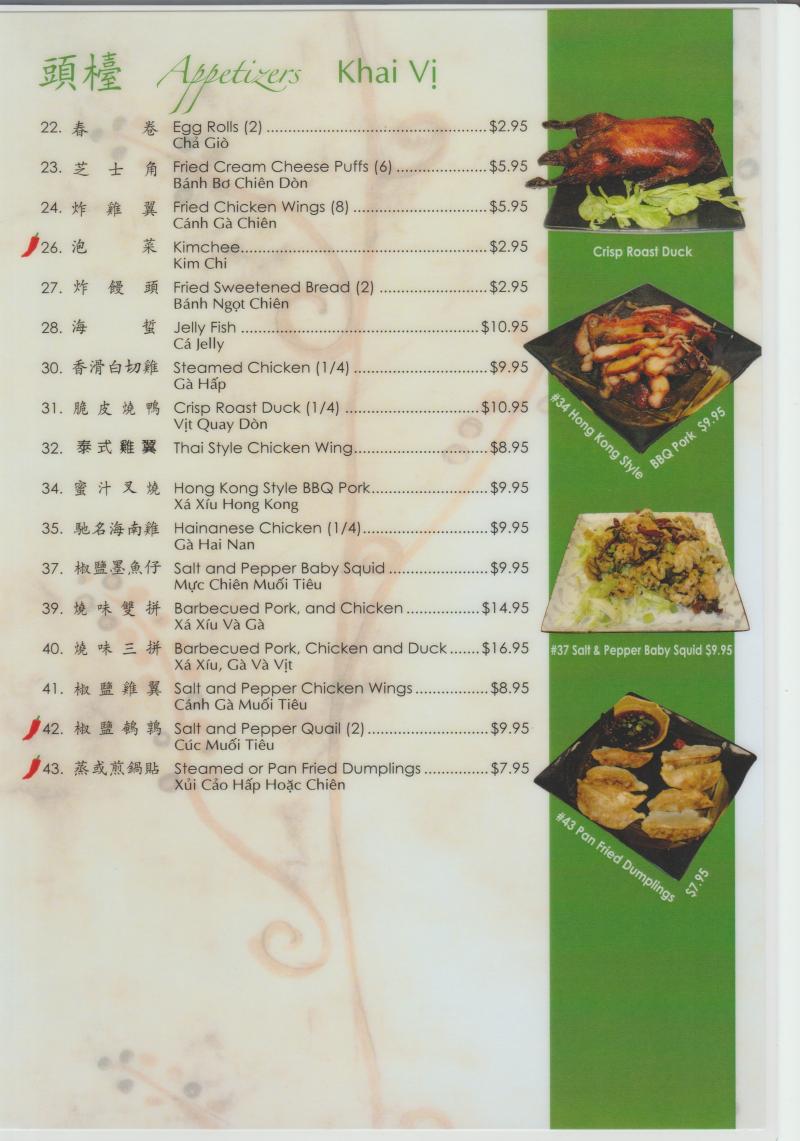 頭檯 Appetizers Khai Vị
22. 春 卷 Egg Rolls (2) $2.95
Chả Giò
23. 芝 士 角 Fried Cream Cheese Puffs (6) $5.95
Bánh Bơ Chiên Dòn
24. 炸 雞 翼 Fried Chicken Wings (8) $5.95
Cánh Gà Chiên
26. 泡 菜 Kimchee $2.95
Kim Chi
27. 炸 饅 頭 Fried Sweetened Bread (2) $2.95
Bánh Ngọt Chiên
28. 海 蜇 Jelly Fish $10.95
Cá Jelly
30. 香滑白切雞 Steamed Chicken (1/4) $9.95
Gà Hấp
31. 脆 皮 燒 鴨 Crisp Roast Duck (1/4) $10.95
Vịt Quay Dòn
32. 泰 式 雞 翼 Thai Style Chicken Wing $8.95
34. 蜜 汁 叉 燒 Hong Kong Style BBQ Pork $9.95
Xá Xíu Hong Kong
35. 馳名海南雞 Hainanese Chicken (1/4) $9.95
Gà Hai Nan
37. 椒鹽墨魚仔 Salt and Pepper Baby Squid $9.95
Mực Chiên Muối Tiêu
39. 燒 味 雙 拼 Barbecued Pork, and Chicken $14.95
Xá Xíu Và Gà
40. 燒 味 三 拼 Barbecued Pork, Chicken and Duck $16.95
Xá Xíu, Gà Và Vịt
41. 椒 鹽 雞 翼 Salt and Pepper Chicken Wings $8.95
Cánh Gà Muối Tiêu
42. 椒 鹽 鵪 鶉 Salt and Pepper Quail (2) $9.95
Cúc Muối Tiêu
43. 蒸或煎鍋貼 Steamed or Pan Fried Dumplings $7.95
Xủi Cảo Hấp Hoặc Chiên
Crisp Roast Duck
#34 Hong Kong Style
BBQ Pork $9.95
#37 Salt & Pepper Baby Squid $9.95
#43 Pan Fried Dumplings
$7.95